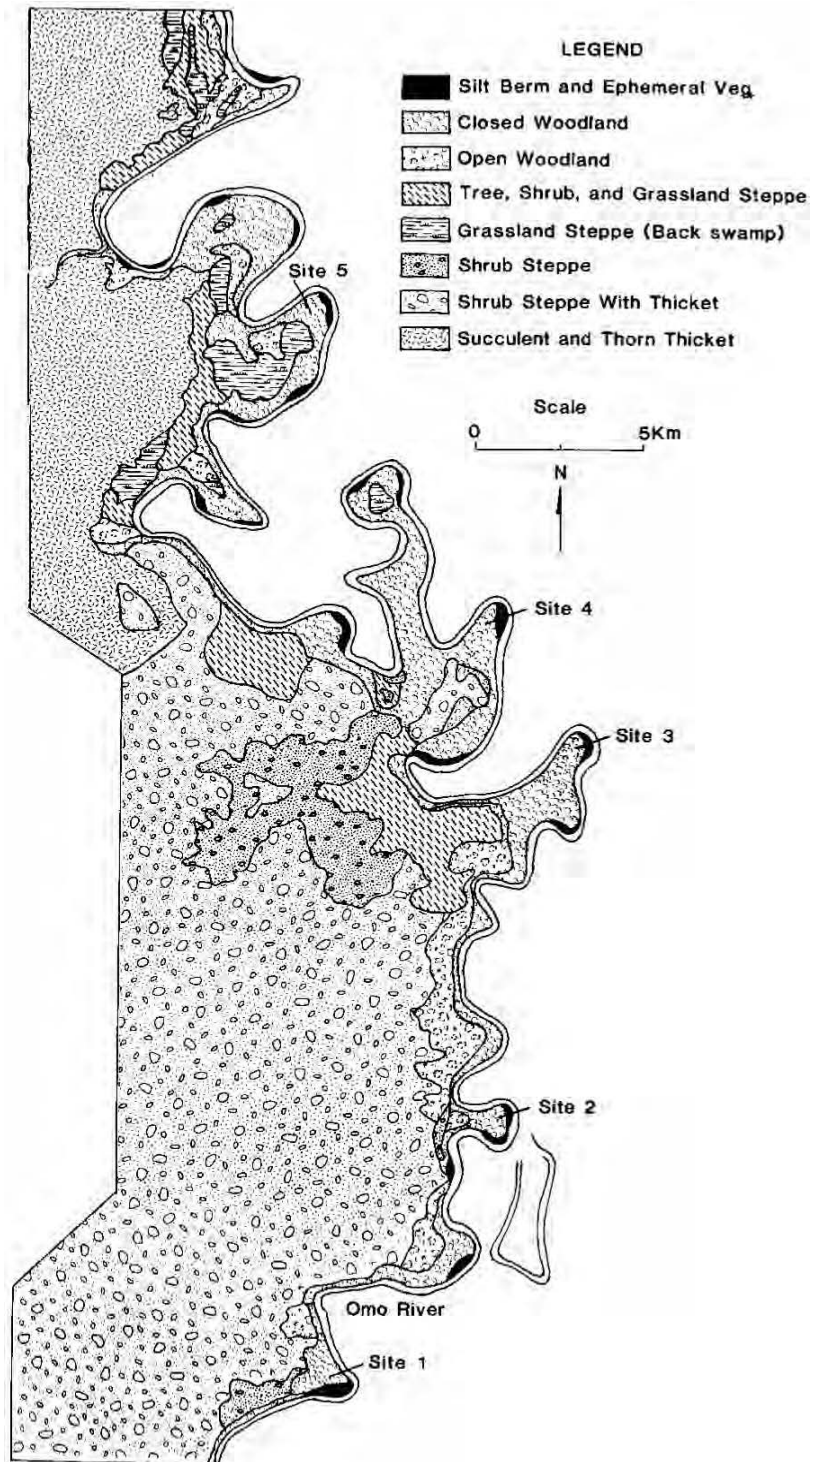 LEGEND
Silt Berm and Ephemeral Veg.
Closed Woodland
Open Woodland
Tree, Shrub, and Grassland Steppe
Grassland Steppe (Back swamp)
Shrub Steppe
Shrub Steppe With Thicket
Succulent and Thorn Thicket
Scale
0 5Km
N
Site 5
Site 4
Site 3
Site 2
Omo River
Site 1